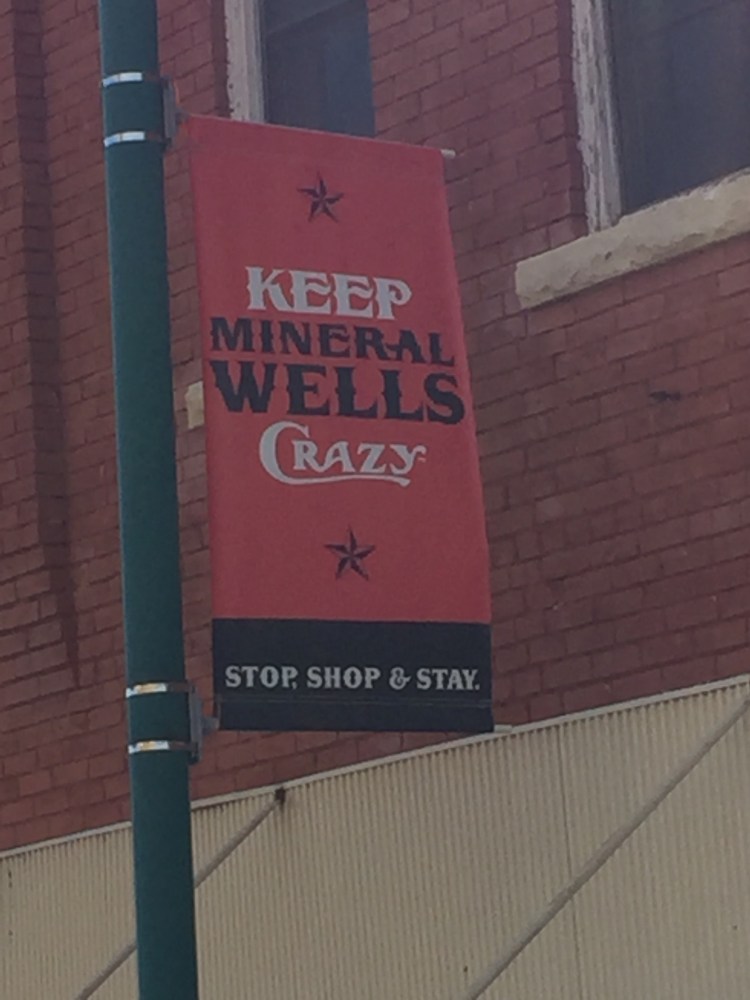 KEEP
MINERAL
WELLS
CRAZY
STOP, SHOP & STAY.